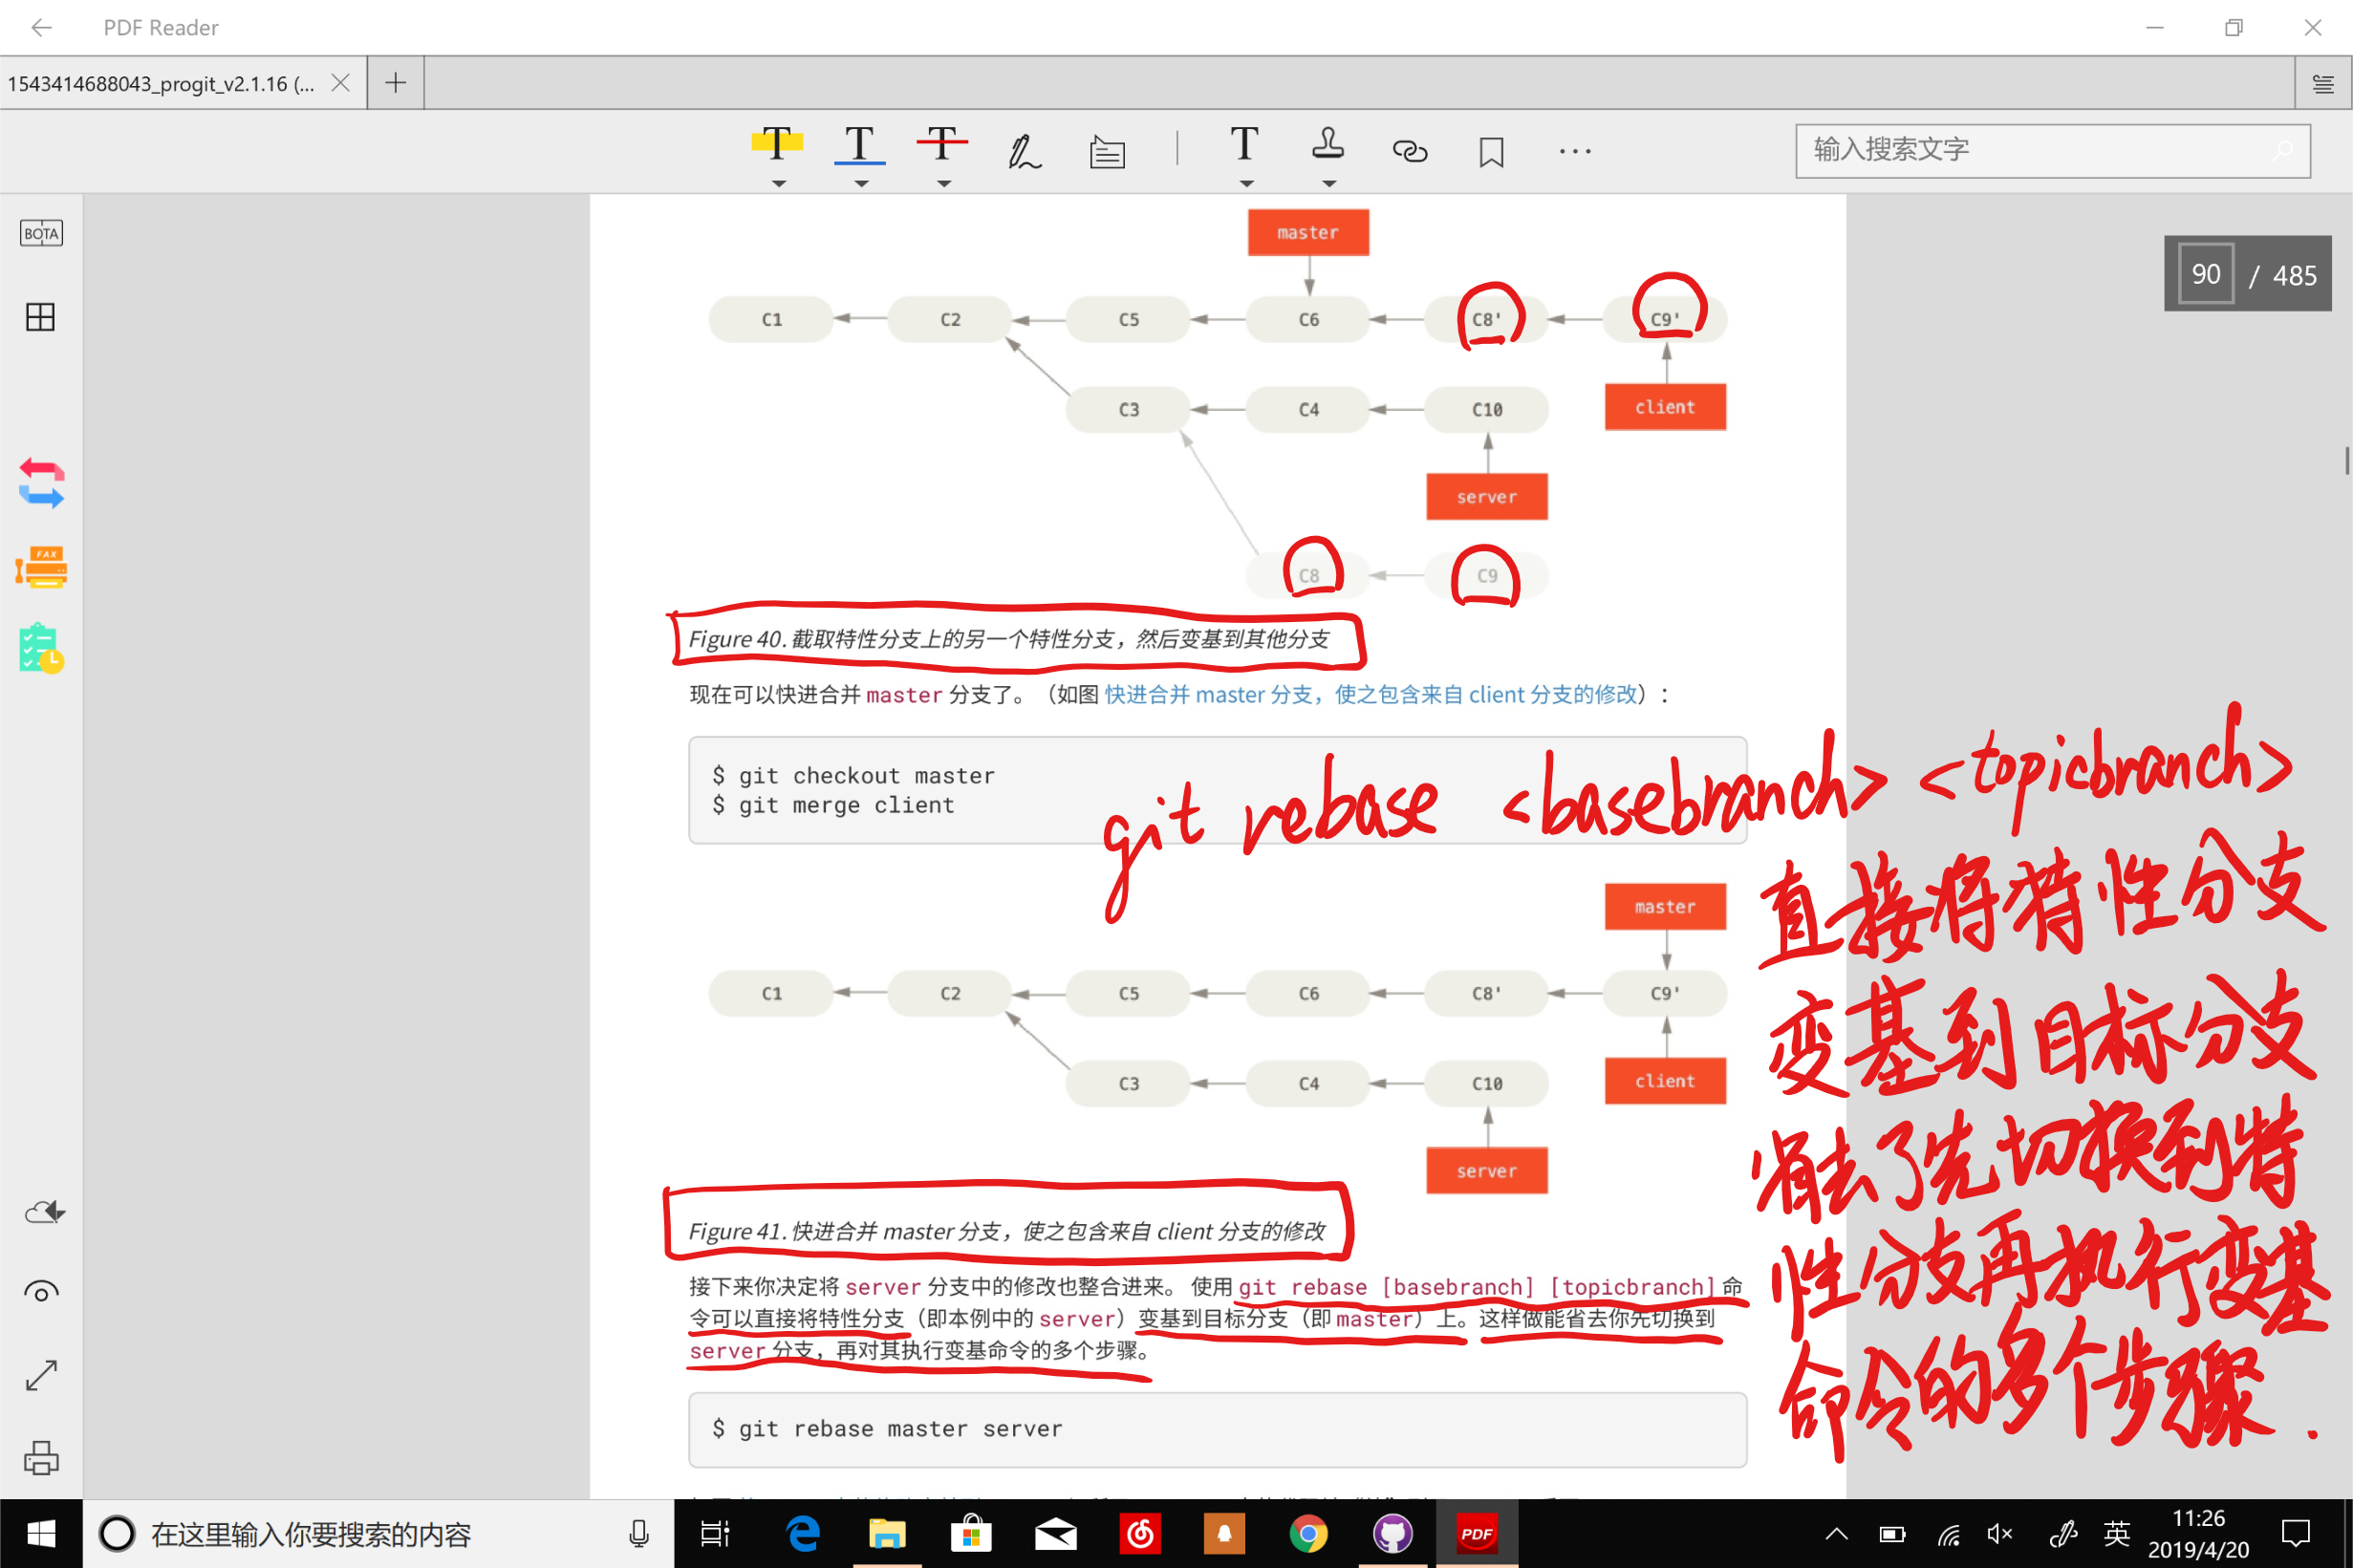 PDF Reader
1543414688043_progit_v2.1.16 (...
输入搜索文字
BOTA
90 / 485
FAX
master
C1 C2 C5 C6 C8' C9'
C3 C4 C10 client
server
C8 C9
Figure 40. 截取特性分支上的另一个特性分支，然后变基到其他分支
现在可以快进合并 master 分支了。（如图 快进合并 master 分支，使之包含来自 client 分支的修改）：
$ git checkout master
$ git merge client
git rebase <basebranch> <topicbranch>
直接将特性分支
变基到目标分支
省去了先切换到特
性分支再执行变基
命令的多个步骤.
master
C1 C2 C5 C6 C8' C9'
C3 C4 C10 client
server
Figure 41. 快进合并 master 分支，使之包含来自 client 分支的修改
接下来你决定将 server 分支中的修改也整合进来。 使用 git rebase [basebranch] [topicbranch] 命
令可以直接将特性分支（即本例中的 server）变基到目标分支（即 master）上。这样做能省去你先切换到
server 分支，再对其执行变基命令的多个步骤。
$ git rebase master server
在这里输入你要搜索的内容
PDF
英
11:26
2019/4/20